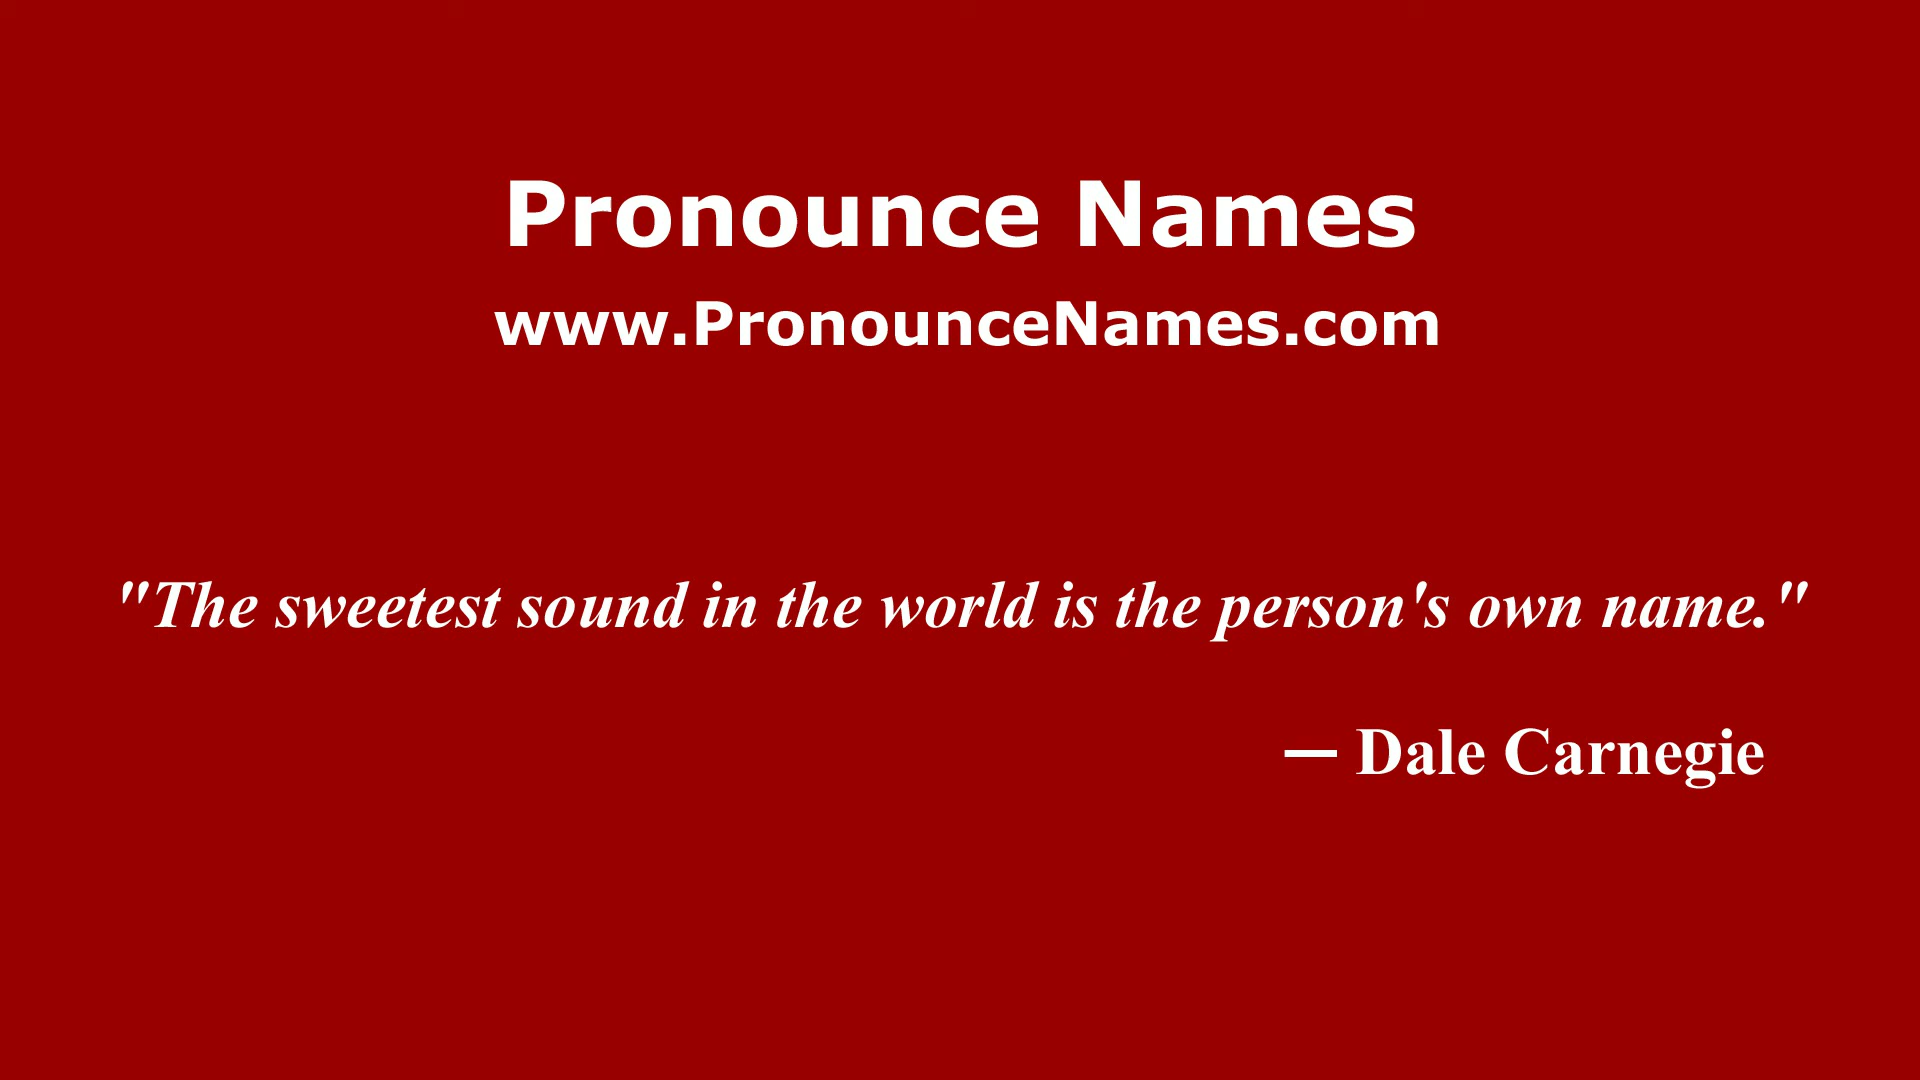 Pronounce Names
www.PronounceNames.com
"The sweetest sound in the world is the person's own name."
— Dale Carnegie